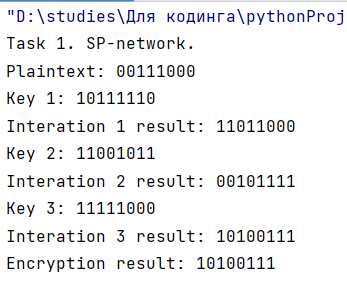 "D:\studies\Для кодинга\pythonProj
Task 1. SP-network.
Plaintext: 00111000
Key 1: 10111110
Interation 1 result: 11011000
Key 2: 11001011
Interation 2 result: 00101111
Key 3: 11111000
Interation 3 result: 10100111
Encryption result: 10100111